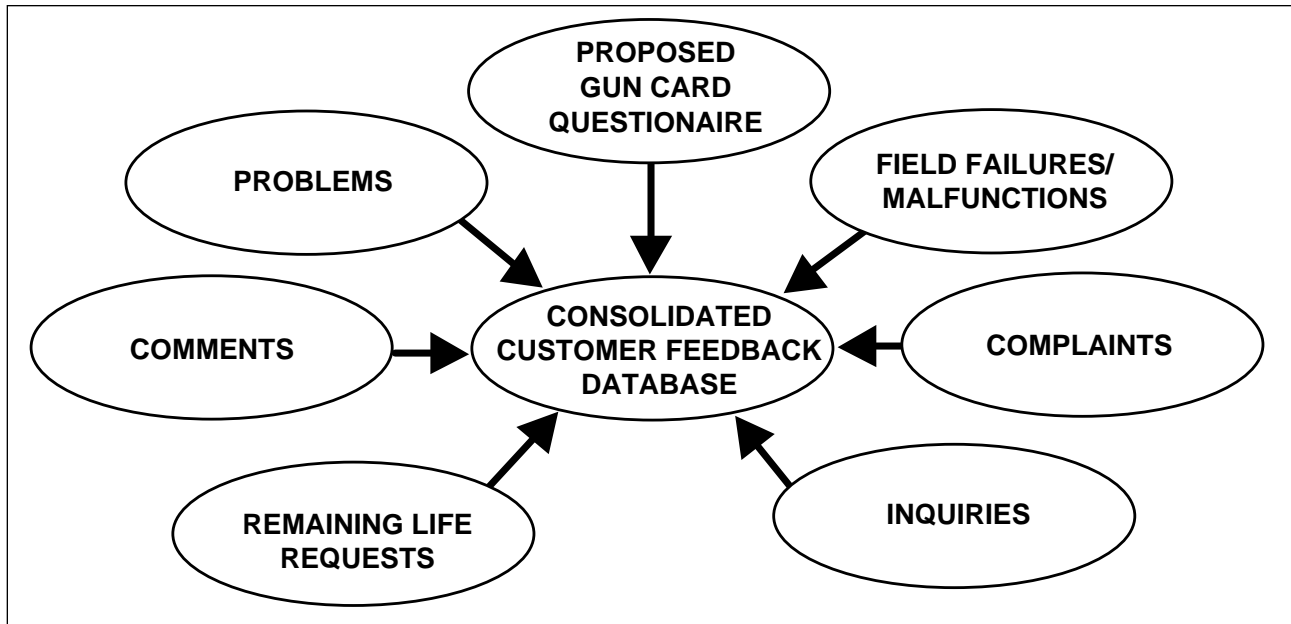 PROPOSED
GUN CARD
QUESTIONAIRE
PROBLEMS
FIELD FAILURES/
MALFUNCTIONS
COMMENTS
CONSOLIDATED
CUSTOMER FEEDBACK
DATABASE
COMPLAINTS
REMAINING LIFE
REQUESTS
INQUIRIES